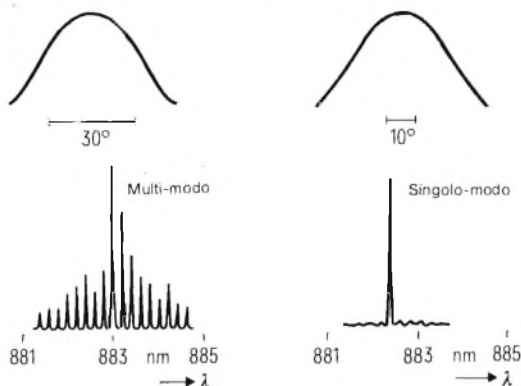 30°
10°
Multi-modo
Singolo-modo
881 883 nm 885
λ
881 883 nm 885
λ